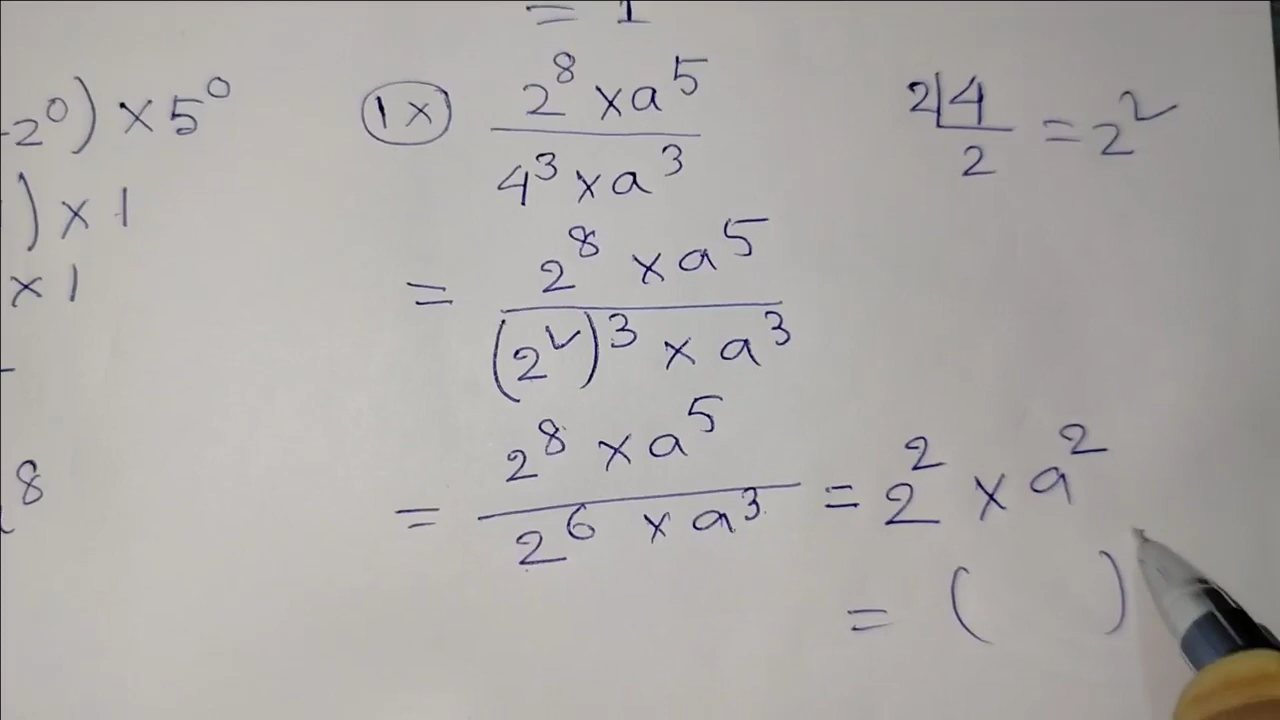 = 1
-2⁰) × 5⁰
) × 1
× 1
8
(ix) 2⁸ × a⁵
4³ × a³
= 2⁸ × a⁵
(2²)³ × a³
= 2⁸ × a⁵
2⁶ × a³
= 2² × a²
= ( )
2|4
2
= 2²